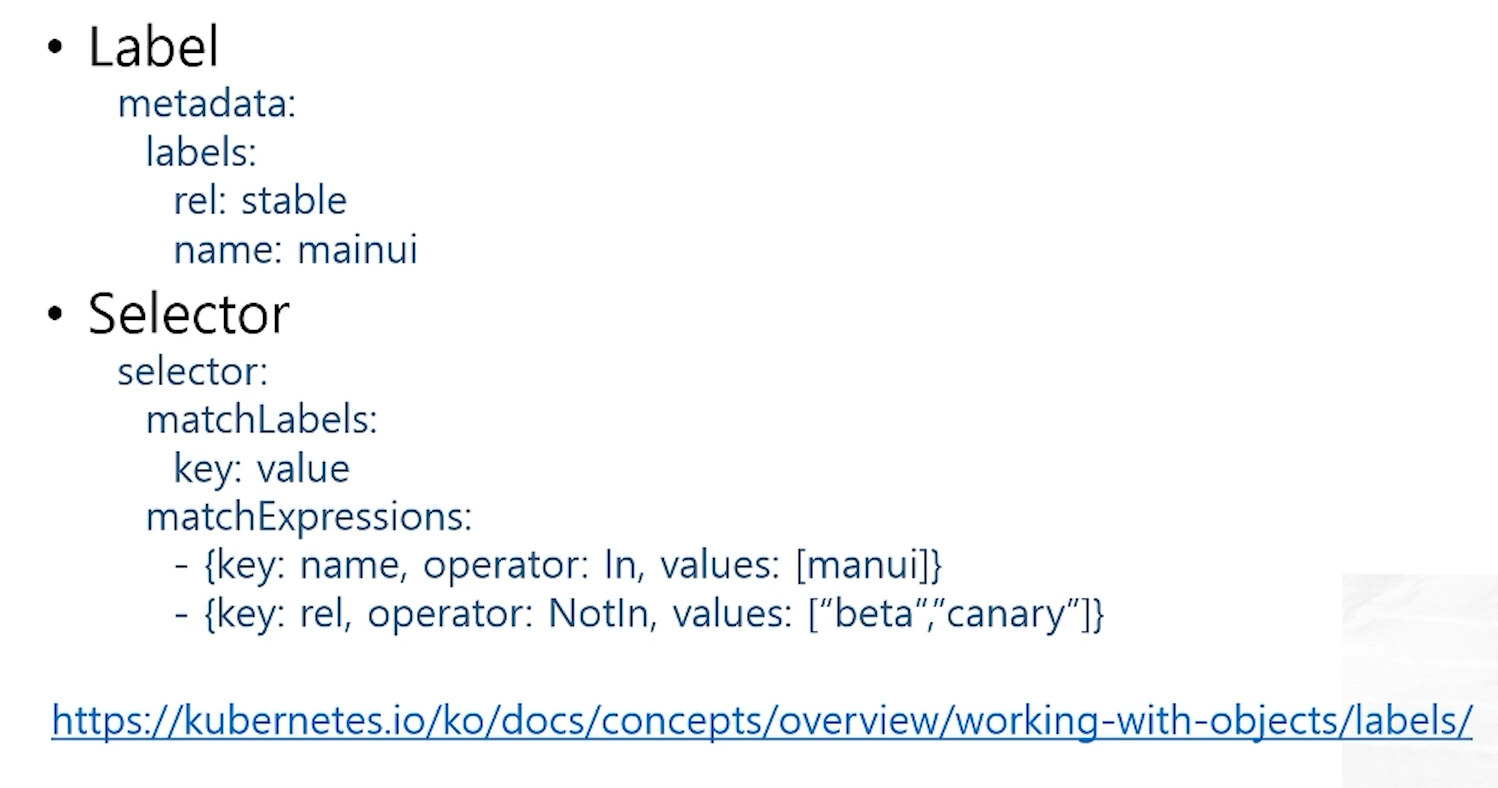 • Label
metadata:
labels:
rel: stable
name: mainui
• Selector
selector:
matchLabels:
key: value
matchExpressions:
- {key: name, operator: In, values: [manui]}
- {key: rel, operator: NotIn, values: [“beta”,”canary”]}
https://kubernetes.io/ko/docs/concepts/overview/working-with-objects/labels/